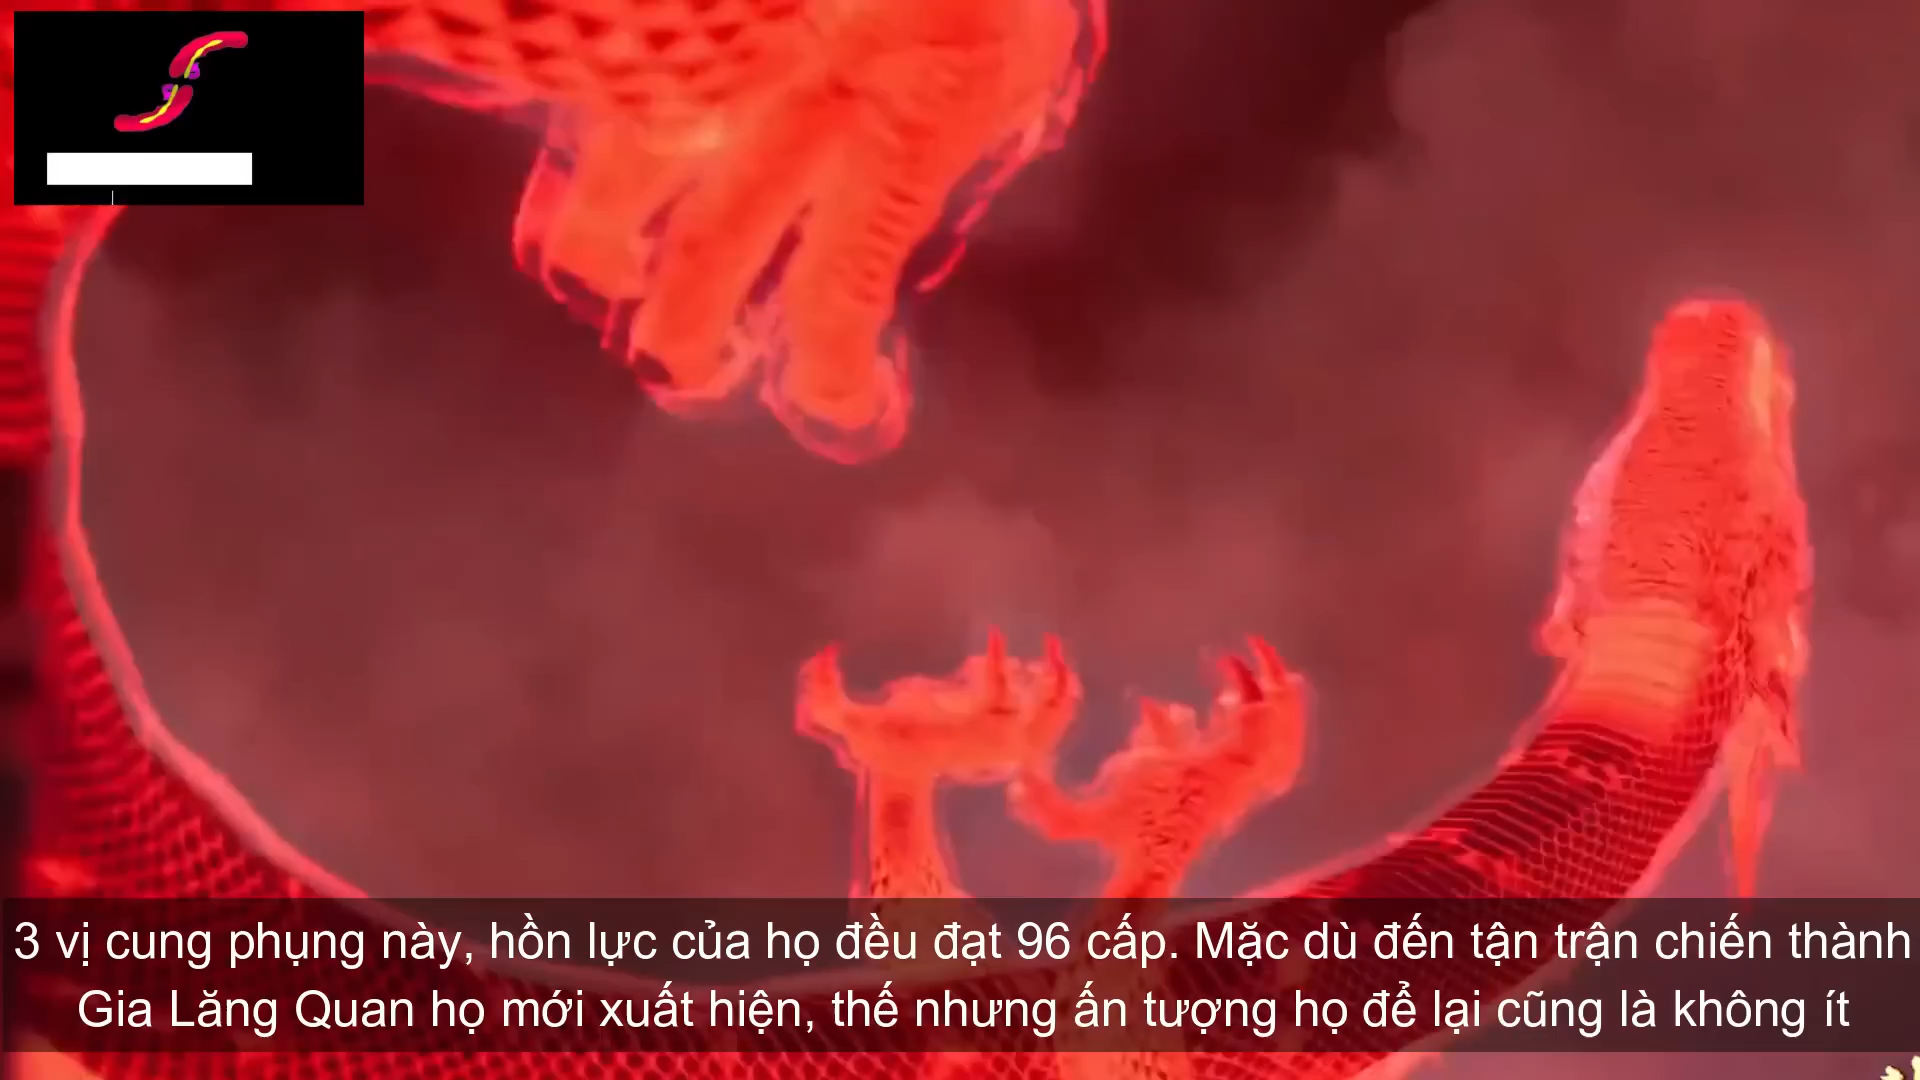 3 vị cung phụng này, hồn lực của họ đều đạt 96 cấp. Mặc dù đến tận trận chiến thành
Gia Lăng Quan họ mới xuất hiện, thế nhưng ấn tượng họ để lại cũng là không ít